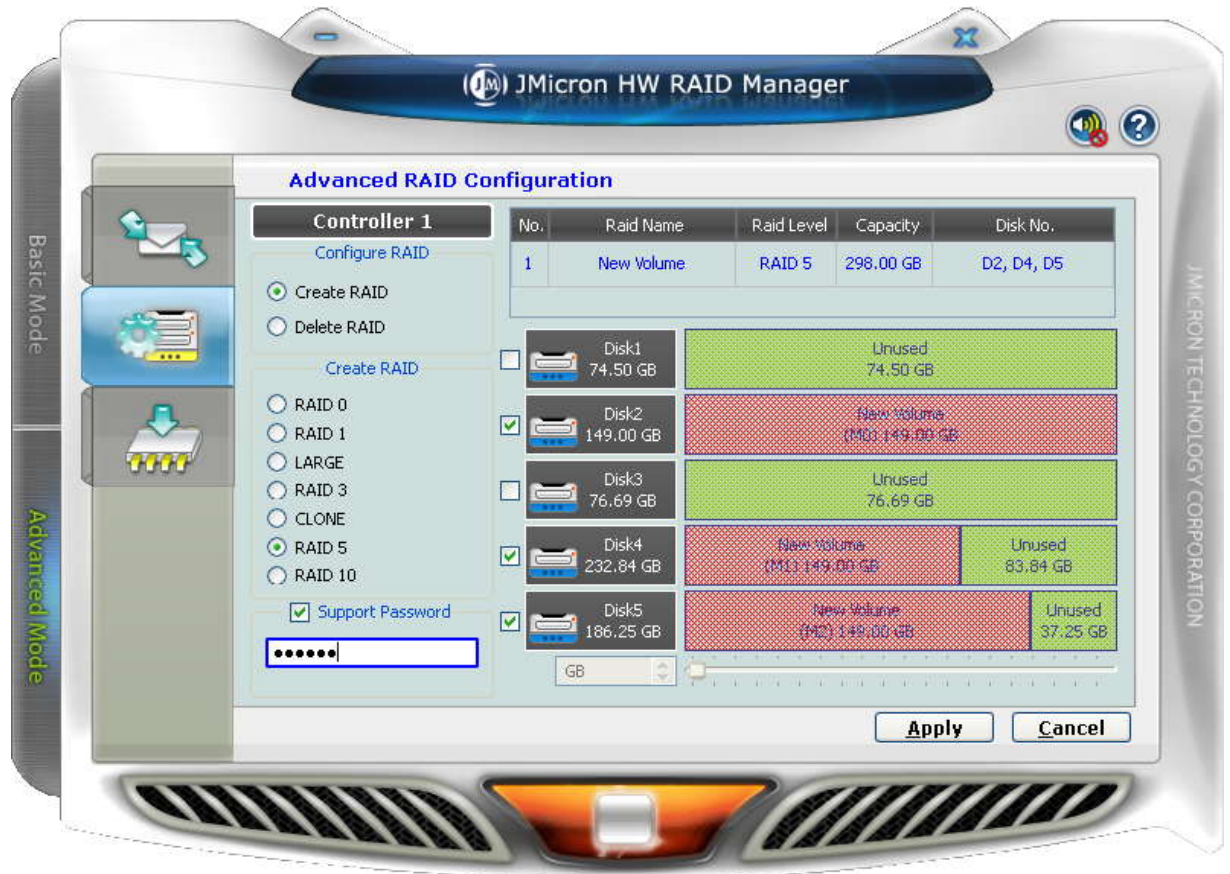 JM JMicron HW RAID Manager
Basic Mode
Advanced Mode
JMICRON TECHNOLOGY CORPORATION
Advanced RAID Configuration
Controller 1
Configure RAID
Create RAID
Delete RAID
Create RAID
RAID 0
RAID 1
LARGE
RAID 3
CLONE
RAID 5
RAID 10
Support Password
No. Raid Name Raid Level Capacity Disk No.
1 New Volume RAID 5 298.00 GB D2, D4, D5
Disk1
74.50 GB
Unused
74.50 GB
Disk2
149.00 GB
New Volume
(M0) 149.00 GB
Disk3
76.69 GB
Unused
76.69 GB
Disk4
232.84 GB
New Volume
(M1) 149.00 GB
Unused
83.84 GB
Disk5
186.25 GB
New Volume
(M2) 149.00 GB
Unused
37.25 GB
GB
Apply Cancel